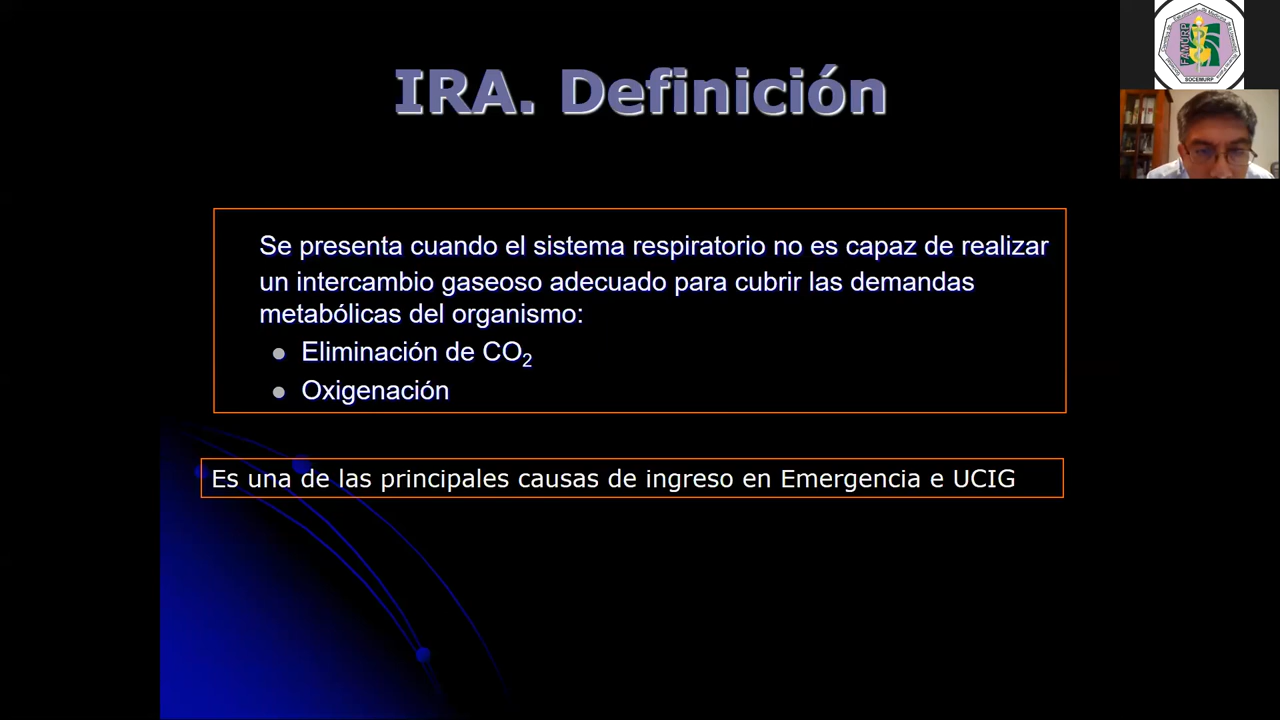 IRA. Definición
Se presenta cuando el sistema respiratorio no es capaz de realizar
un intercambio gaseoso adecuado para cubrir las demandas
metabólicas del organismo:
Eliminación de CO₂
Oxigenación
Es una de las principales causas de ingreso en Emergencia e UCIG
FAMURP
SOCEMURP